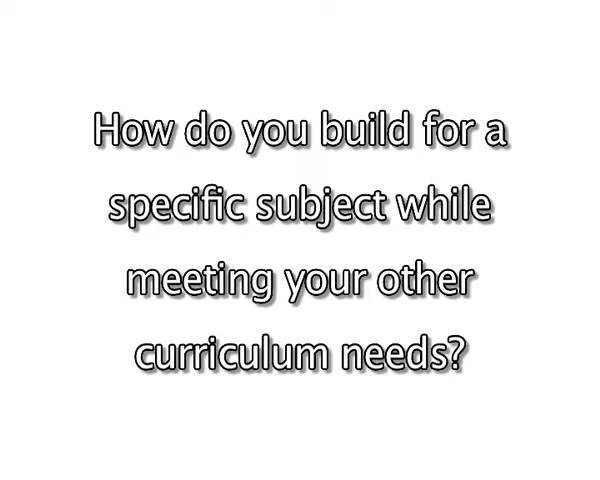 How do you build for a
specific subject while
meeting your other
curriculum needs?